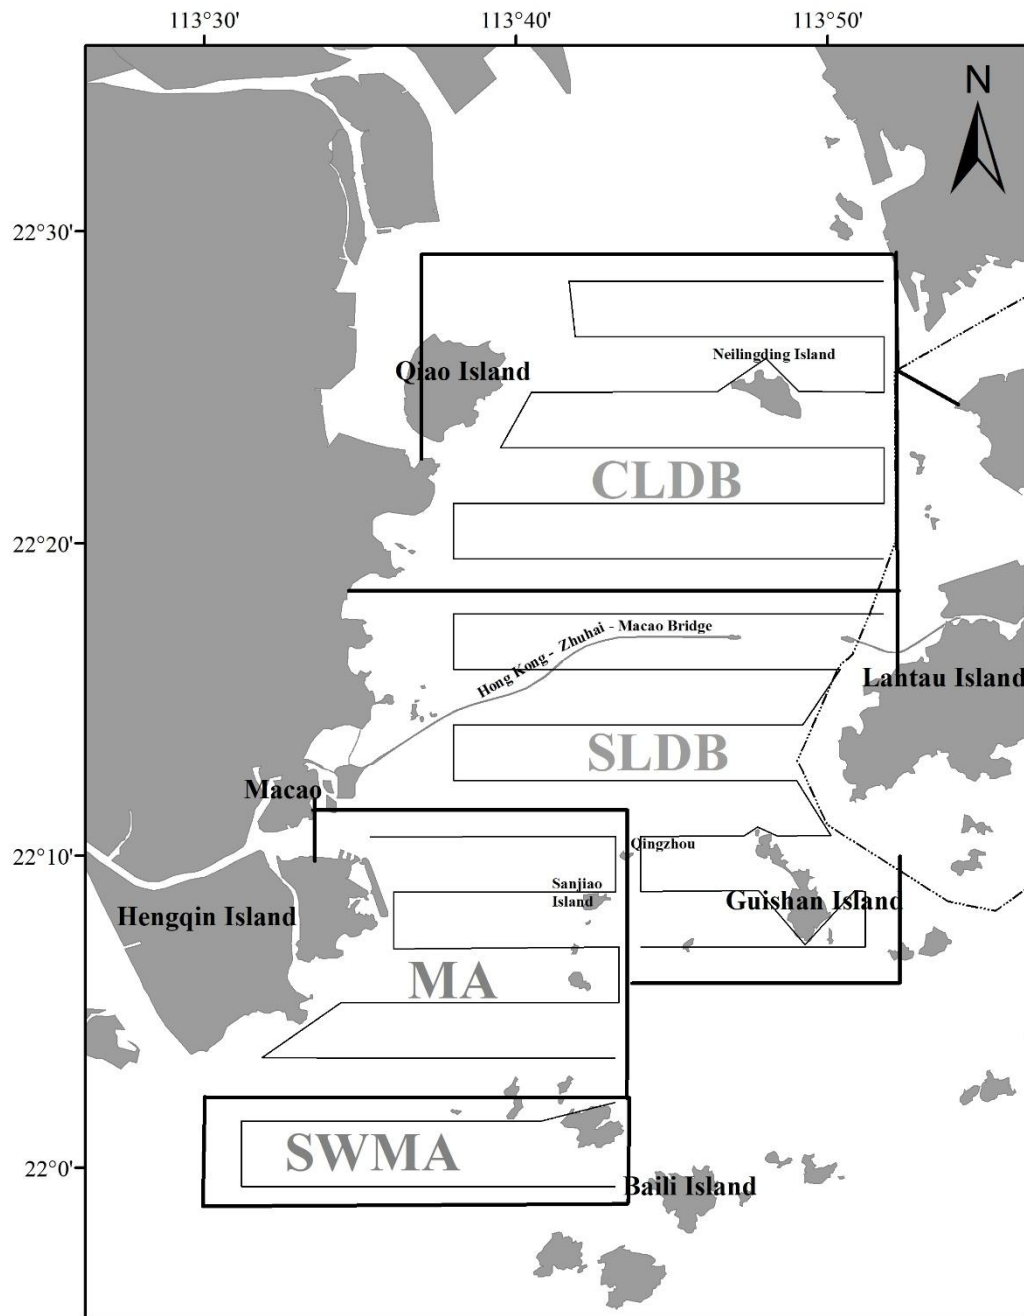 113°30'
113°40'
113°50'
N
22°30'
Neilingding Island
Qiao Island
CLDB
22°20'
Hong Kong - Zhuhai - Macao Bridge
Lantau Island
SLDB
Macao
22°10'
Qingzhou
Sanjiao
Island
Guishan Island
Hengqin Island
MA
SWMA
22°0'
Baili Island